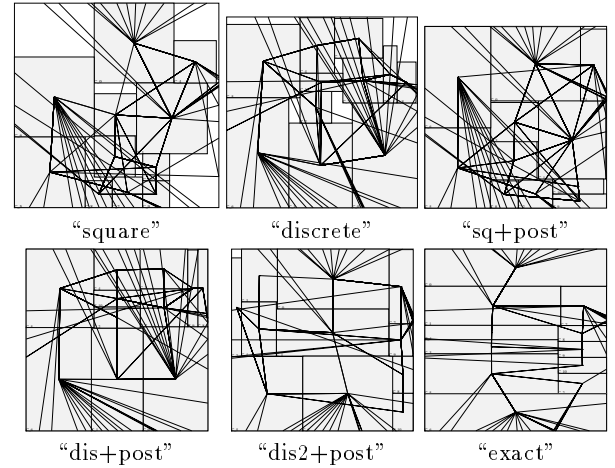 “square” “discrete” “sq+post”
“dis+post” “dis2+post” “exact”